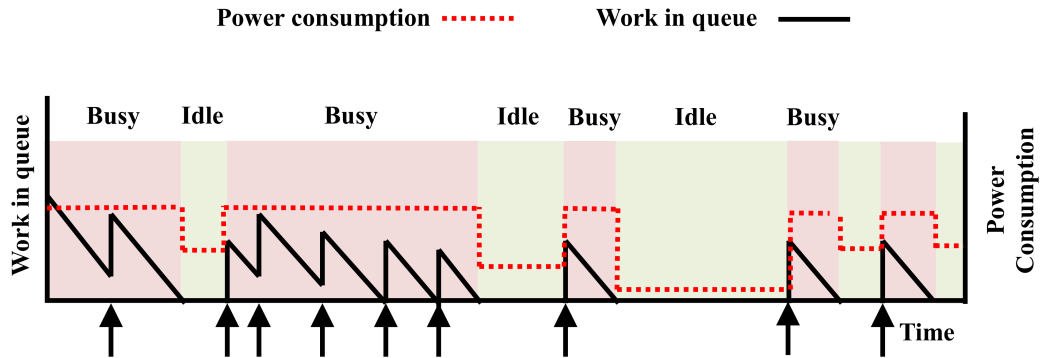 Power consumption
Work in queue
Busy
Idle
Busy
Idle
Busy
Idle
Busy
Work in queue
Power
Consumption
Time